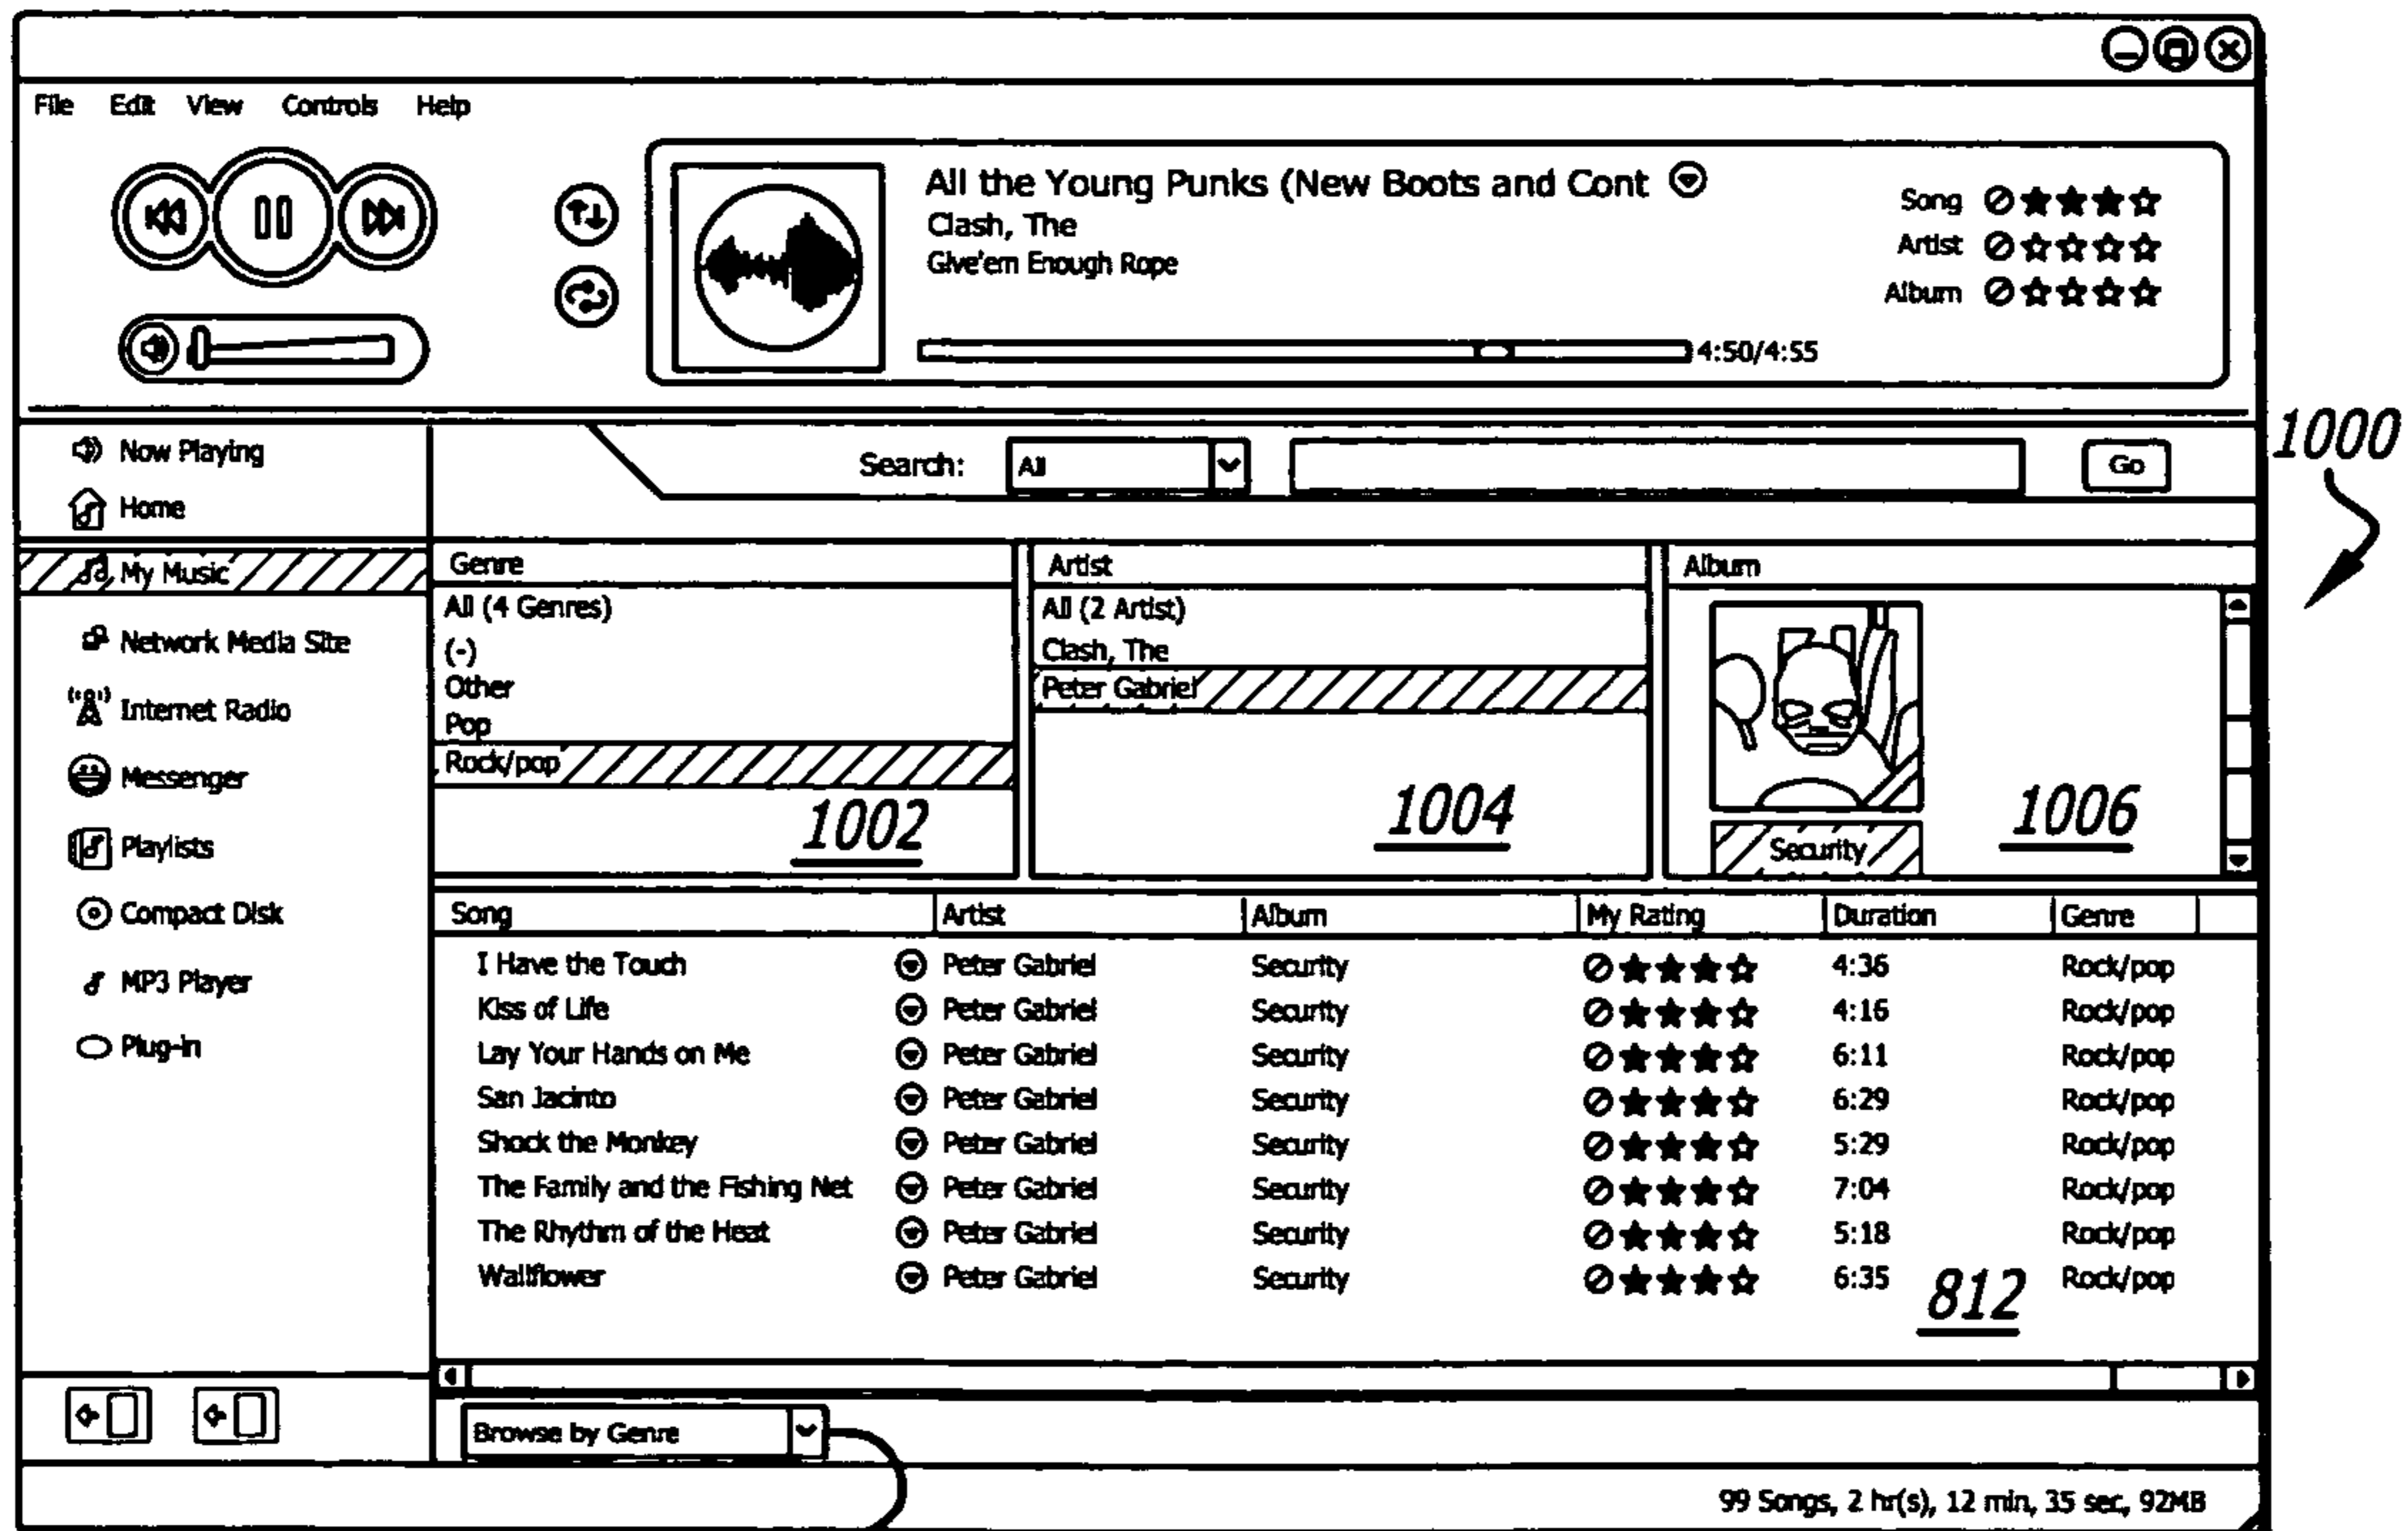 File Edit View Controls Help
All the Young Punks (New Boots and Cont
Clash, The
Give'em Enough Rope
Song
Artist
Album
4:50/4:55
1000
Now Playing
Home
Search: All Go
My Music
Network Media Site
Internet Radio
Messenger
Playlists
Compact Disk
MP3 Player
Plug-in
Genre
All (4 Genres)
(-)
Other
Pop
Rock/pop
1002
Artist
All (2 Artist)
Clash, The
Peter Gabriel
1004
Album
Security
1006
Song Artist Album My Rating Duration Genre
I Have the Touch Peter Gabriel Security 4:36 Rock/pop
Kiss of Life Peter Gabriel Security 4:16 Rock/pop
Lay Your Hands on Me Peter Gabriel Security 6:11 Rock/pop
San Jacinto Peter Gabriel Security 6:29 Rock/pop
Shock the Monkey Peter Gabriel Security 5:29 Rock/pop
The Family and the Fishing Net Peter Gabriel Security 7:04 Rock/pop
The Rhythm of the Heat Peter Gabriel Security 5:18 Rock/pop
Wallflower Peter Gabriel Security 6:35 Rock/pop
812
Browse by Genre
99 Songs, 2 hr(s), 12 min, 35 sec, 92MB